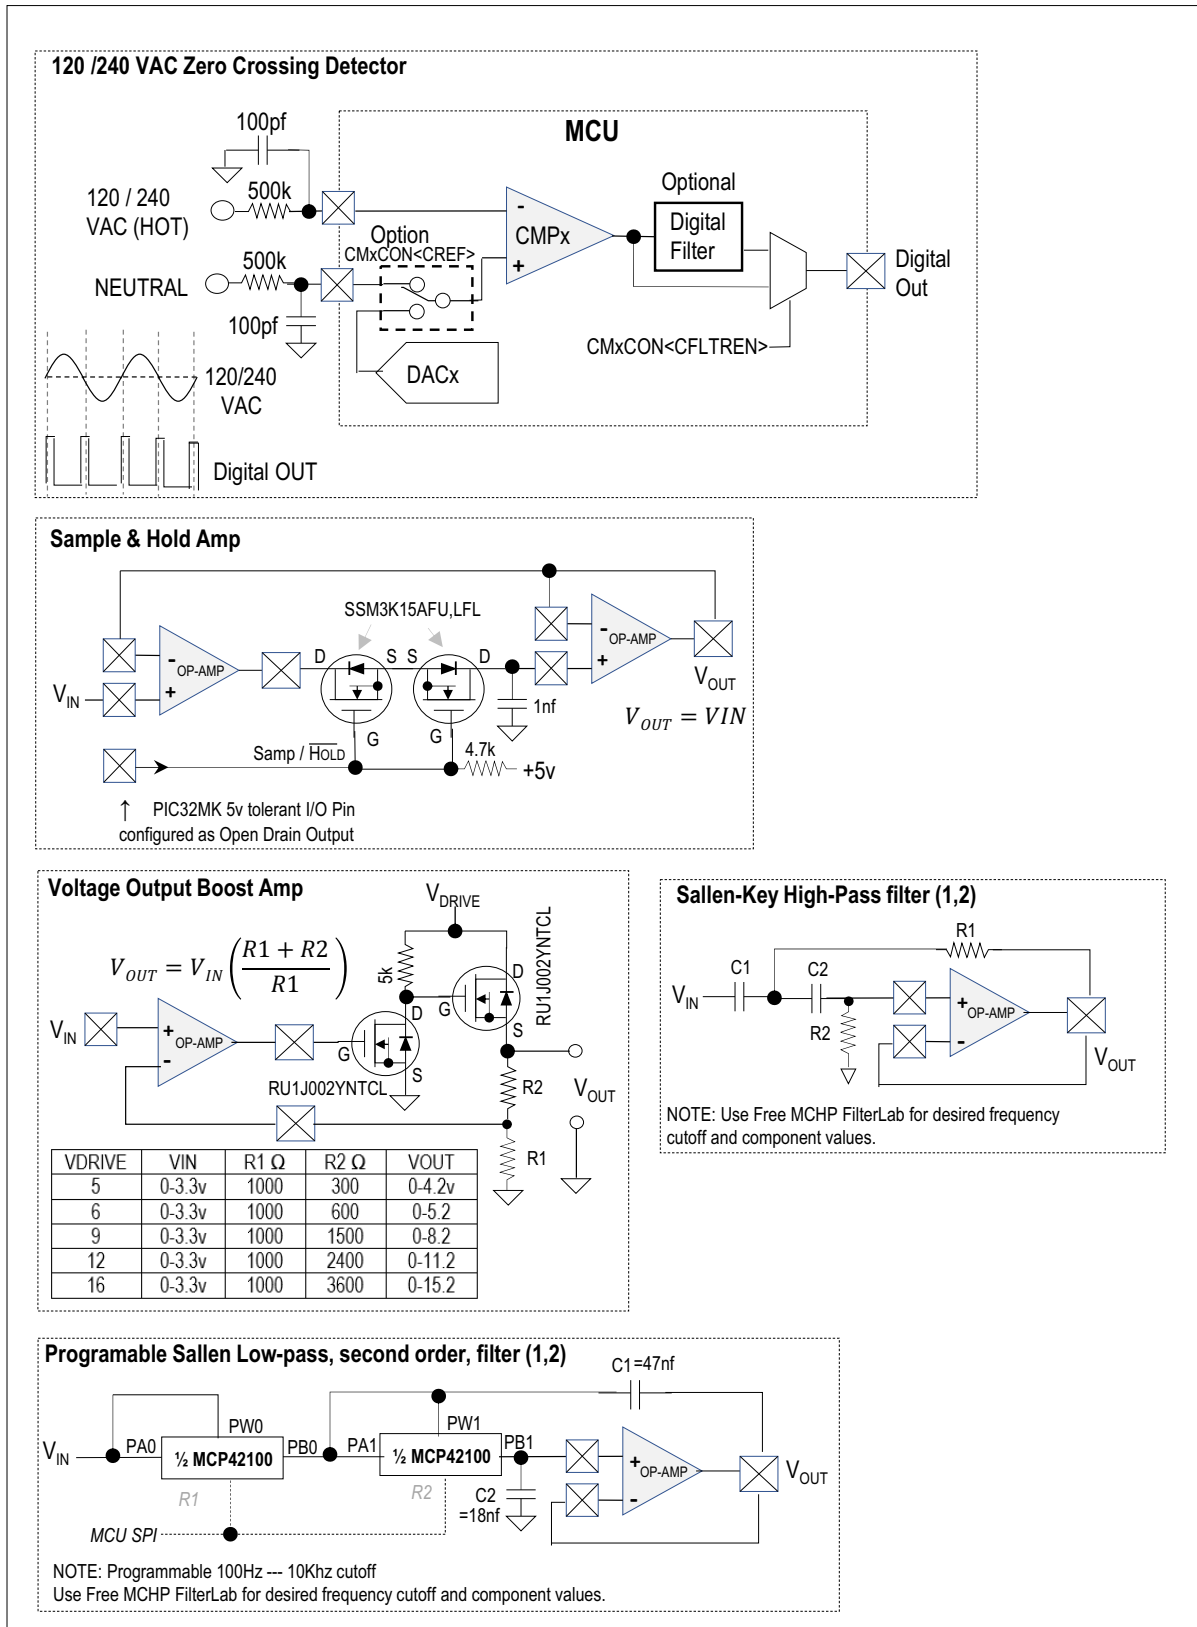 120 /240 VAC Zero Crossing Detector
100pf
MCU
120 / 240
VAC (HOT)
500k
Optional
Digital
Filter
-
CMPx
+
Option
CMxCON<CREF>
NEUTRAL
500k
100pf
Digital
Out
CMxCON<CFLTREN>
DACx
120/240
VAC
Digital OUT
Sample & Hold Amp
SSM3K15AFU,LFL
-
OP-AMP
+
D
S
S
D
-
OP-AMP
+
VIN
VOUT
1nf
VOUT = VIN
G
G
Samp / HOLD
4.7k
+5v
↑ PIC32MK 5v tolerant I/O Pin
configured as Open Drain Output
Voltage Output Boost Amp
VDRIVE
VOUT = VIN (R1 + R2 / R1)
5k
D
G
S
RU1J002YNTCL
VIN
+
OP-AMP
-
D
G
S
RU1J002YNTCL
R2
VOUT
R1
VDRIVE VIN R1 Ω R2 Ω VOUT
5 0-3.3v 1000 300 0-4.2v
6 0-3.3v 1000 600 0-5.2
9 0-3.3v 1000 1500 0-8.2
12 0-3.3v 1000 2400 0-11.2
16 0-3.3v 1000 3600 0-15.2
Sallen-Key High-Pass filter (1,2)
R1
C1
C2
VIN
R2
+
OP-AMP
-
VOUT
NOTE: Use Free MCHP FilterLab for desired frequency
cutoff and component values.
Programable Sallen Low-pass, second order, filter (1,2)
C1=47nf
VIN
PA0
PW0
½ MCP42100
PB0
R1
PA1
PW1
½ MCP42100
PB1
R2
C2
=18nf
+
OP-AMP
-
VOUT
MCU SPI
NOTE: Programmable 100Hz --- 10Khz cutoff
Use Free MCHP FilterLab for desired frequency cutoff and component values.